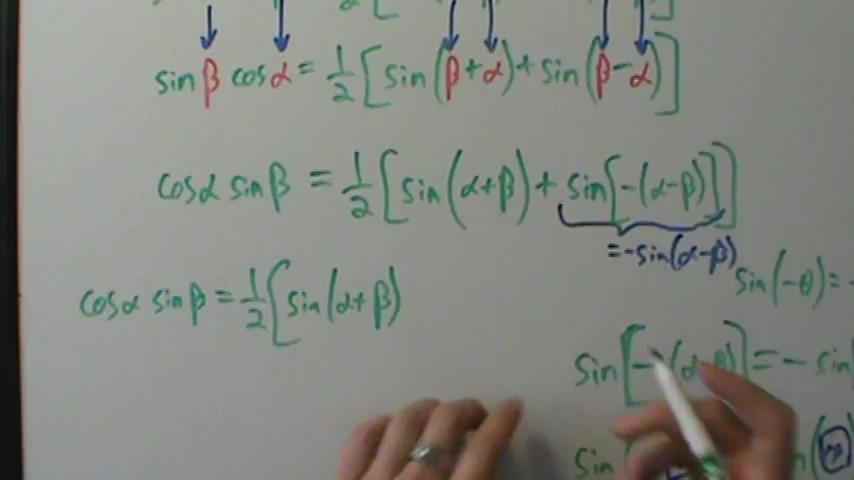 sin β cos α = 1/2 [sin(β + α) + sin(β - α)]
cos α sin β = 1/2 [sin(α + β) + sin[-(α - β)]]
= -sin(α - β)
sin(-θ) = -
cos α sin β = 1/2 [sin(α + β)
sin[-(α - β)] = - sin
sin